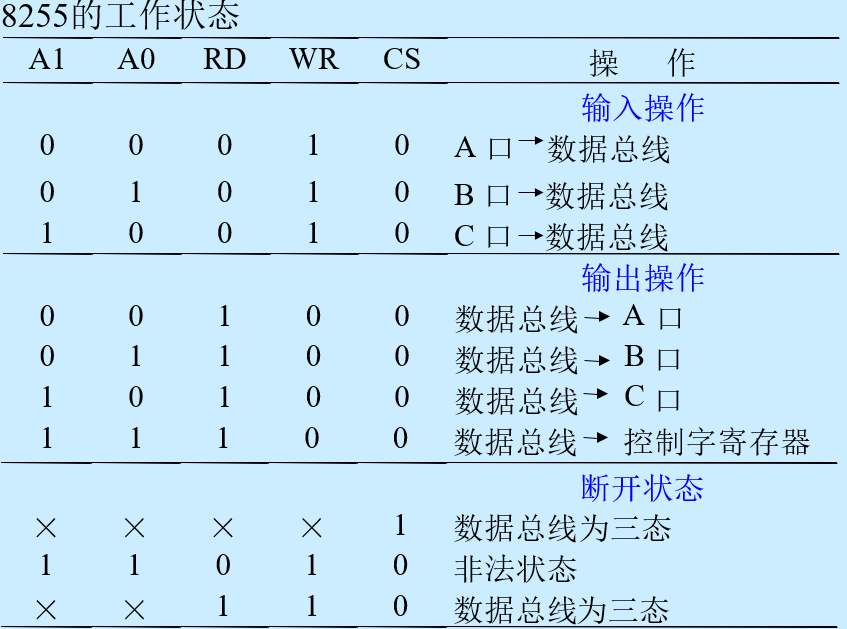 8255的工作状态
A1 A0 RD WR CS 操 作
输入操作
0 0 0 1 0 A 口→数据总线
0 1 0 1 0 B 口→数据总线
1 0 0 1 0 C 口→数据总线
输出操作
0 0 1 0 0 数据总线→ A 口
0 1 1 0 0 数据总线→ B 口
1 0 1 0 0 数据总线→ C 口
1 1 1 0 0 数据总线→ 控制字寄存器
断开状态
× × × × 1 数据总线为三态
1 1 0 1 0 非法状态
× × 1 1 0 数据总线为三态